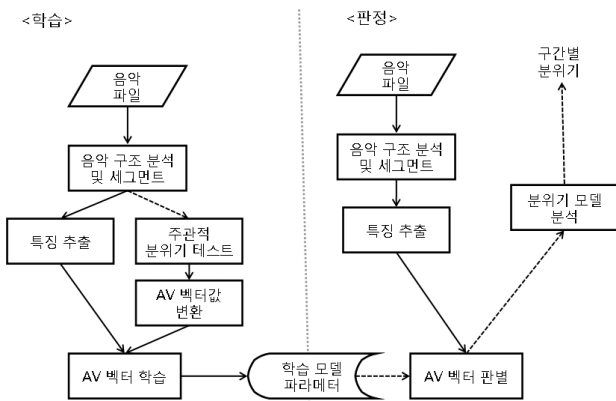 <학습>
음악
파일
음악 구조 분석
및 세그먼트
특징 추출
주관적
분위기 테스트
AV 벡터값
변환
AV 벡터 학습
학습 모델
파라메터
<판정>
음악
파일
음악 구조 분석
및 세그먼트
특징 추출
AV 벡터 판별
분위기 모델
분석
구간별
분위기